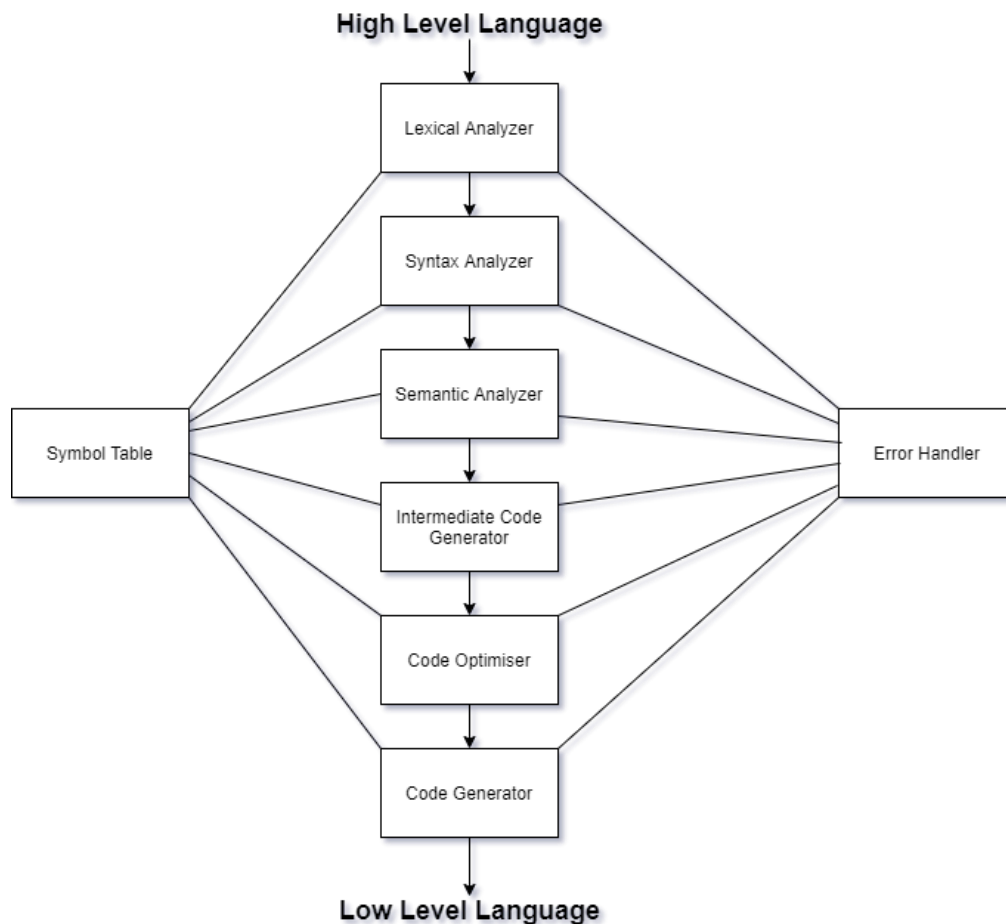 High Level Language
Lexical Analyzer
Syntax Analyzer
Semantic Analyzer
Symbol Table
Error Handler
Intermediate Code
Generator
Code Optimiser
Code Generator
Low Level Language